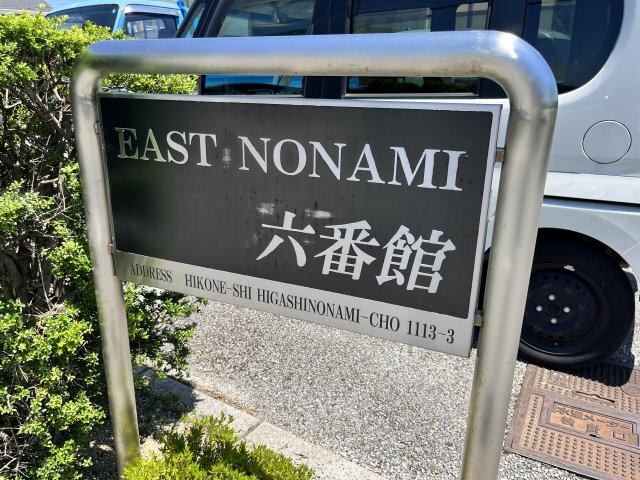 EAST NONAMI
六番館
ADDRESS HIKONE-SHI HIGASHINONAMI-CHO 1113-3